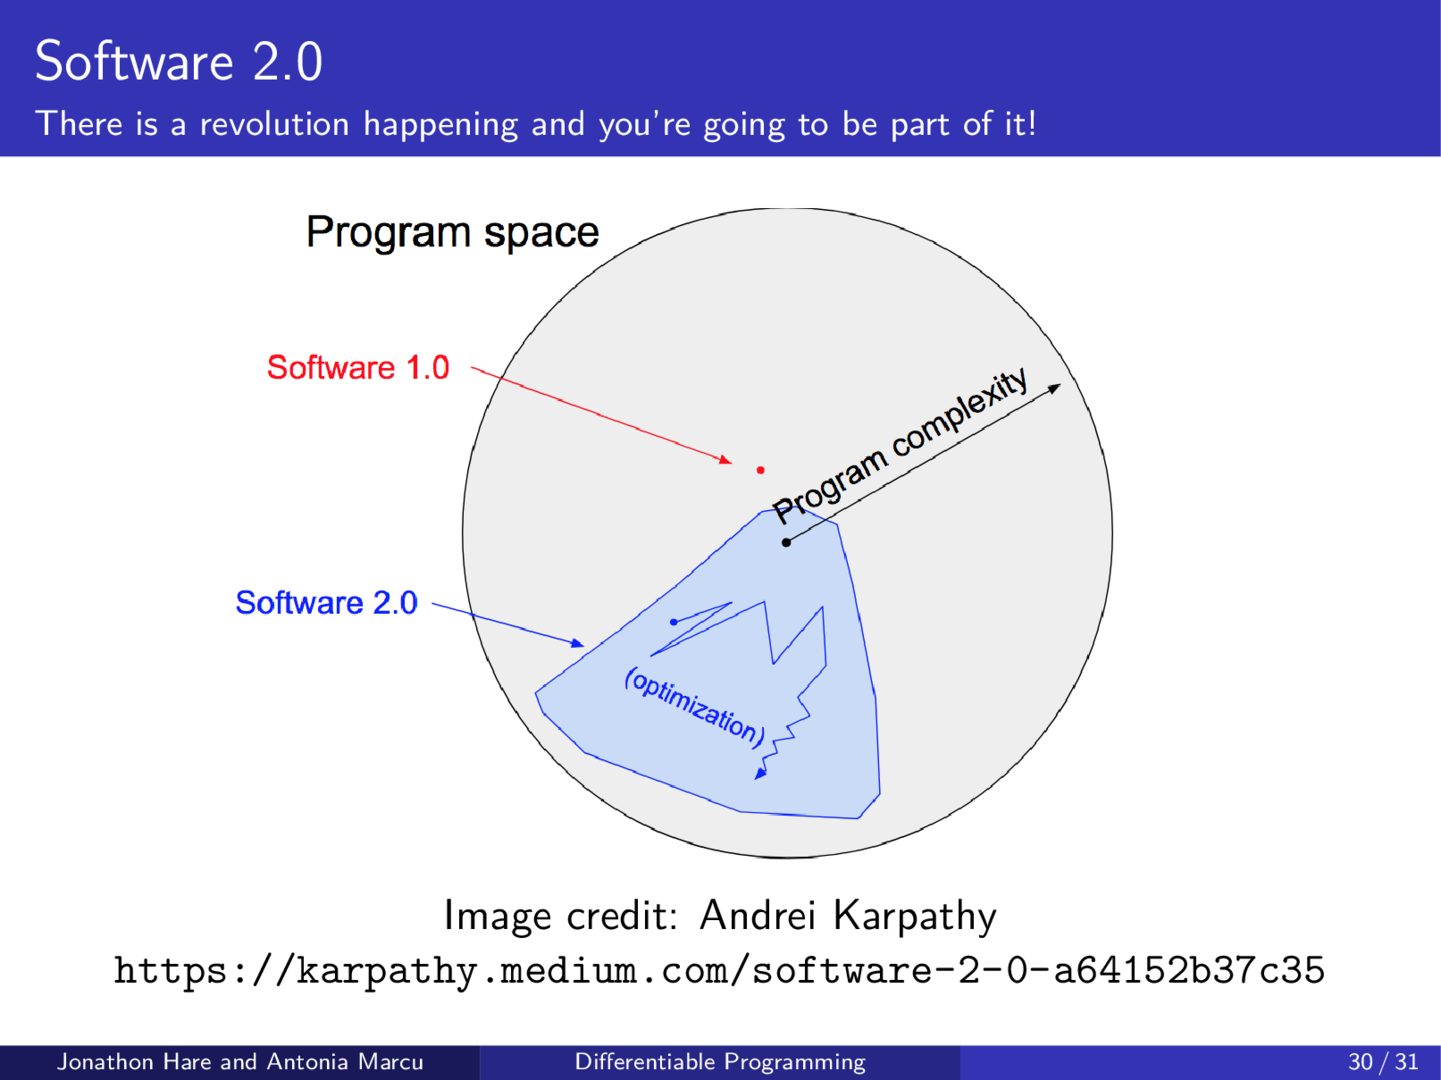 Software 2.0
There is a revolution happening and you're going to be part of it!
Program space
Software 1.0
Program complexity
Software 2.0
(optimization)
Image credit: Andrei Karpathy
https://karpathy.medium.com/software-2-0-a64152b37c35
Jonathon Hare and Antonia Marcu
Differentiable Programming
30 / 31